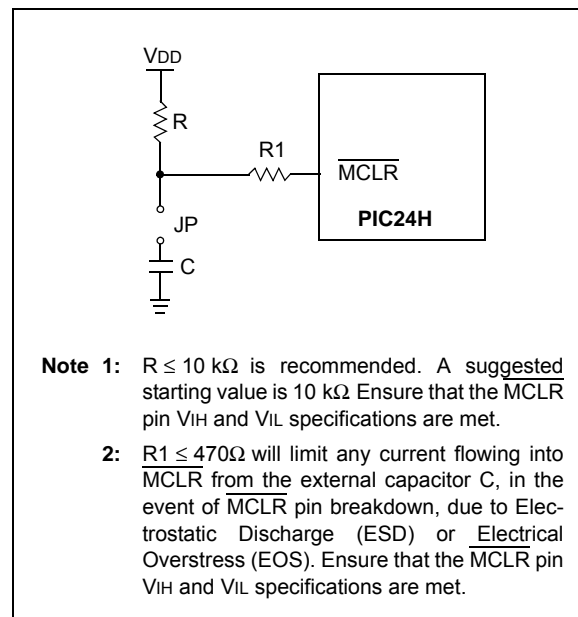 VDD
R
R1
MCLR
PIC24H
JP
C
Note 1: R ≤ 10 kΩ is recommended. A suggested
starting value is 10 kΩ Ensure that the MCLR
pin VIH and VIL specifications are met.
2: R1 ≤ 470Ω will limit any current flowing into
MCLR from the external capacitor C, in the
event of MCLR pin breakdown, due to Elec-
trostatic Discharge (ESD) or Electrical
Overstress (EOS). Ensure that the MCLR pin
VIH and VIL specifications are met.